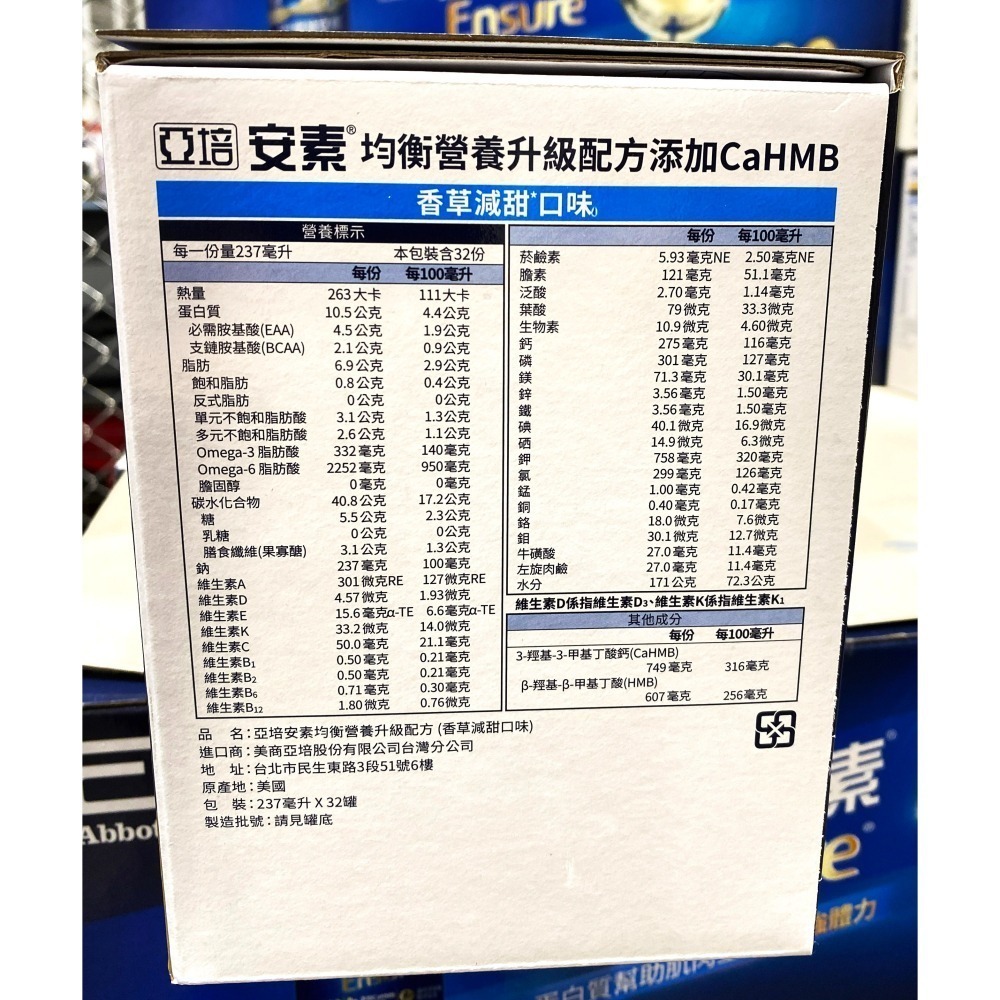 Ensure
亞培 安素® 均衡營養升級配方添加CaHMB
香草減甜*口味
營養標示
每一份量237毫升 本包裝含32份
每份 每100毫升
熱量 263大卡 111大卡
蛋白質 10.5公克 4.4公克
必需胺基酸(EAA) 4.5公克 1.9公克
支鏈胺基酸(BCAA) 2.1公克 0.9公克
脂肪 6.9公克 2.9公克
飽和脂肪 0.8公克 0.4公克
反式脂肪 0公克 0公克
單元不飽和脂肪酸 3.1公克 1.3公克
多元不飽和脂肪酸 2.6公克 1.1公克
Omega-3 脂肪酸 332毫克 140毫克
Omega-6 脂肪酸 2252毫克 950毫克
膽固醇 0毫克 0毫克
碳水化合物 40.8公克 17.2公克
糖 5.5公克 2.3公克
乳糖 0公克 0公克
膳食纖維(果寡醣) 3.1公克 1.3公克
鈉 237毫克 100毫克
維生素A 301微克RE 127微克RE
維生素D 4.57微克 1.93微克
維生素E 15.6毫克α-TE 6.6毫克α-TE
維生素K 33.2微克 14.0微克
維生素C 50.0毫克 21.1毫克
維生素B1 0.50毫克 0.21毫克
維生素B2 0.50毫克 0.21毫克
維生素B6 0.71毫克 0.30毫克
維生素B12 1.80微克 0.76微克
每份 每100毫升
菸鹼素 5.93毫克NE 2.50毫克NE
膽素 121毫克 51.1毫克
泛酸 2.70毫克 1.14毫克
葉酸 79微克 33.3微克
生物素 10.9微克 4.60微克
鈣 275毫克 116毫克
磷 301毫克 127毫克
鎂 71.3毫克 30.1毫克
鋅 3.56毫克 1.50毫克
鐵 3.56毫克 1.50毫克
碘 40.1微克 16.9微克
硒 14.9微克 6.3微克
鉀 758毫克 320毫克
氯 299毫克 126毫克
錳 1.00毫克 0.42毫克
銅 0.40毫克 0.17毫克
鉻 18.0微克 7.6微克
鉬 30.1微克 12.7微克
牛磺酸 27.0毫克 11.4毫克
左旋肉鹼 27.0毫克 11.4毫克
水分 171公克 72.3公克
維生素D係指維生素D3、維生素K係指維生素K1
其他成分
每份 每100毫升
3-羥基-3-甲基丁酸鈣(CaHMB)
749毫克 316毫克
β-羥基-β-甲基丁酸(HMB)
607毫克 256毫克
品 名:亞培安素均衡營養升級配方 (香草減甜口味)
進口商:美商亞培股份有限公司台灣分公司
地 址:台北市民生東路3段51號6樓
原產地:美國
包 裝:237毫升 X 32罐
製造批號:請見罐底
Abbot
素®
e®
體力
蛋白質幫助肌肉